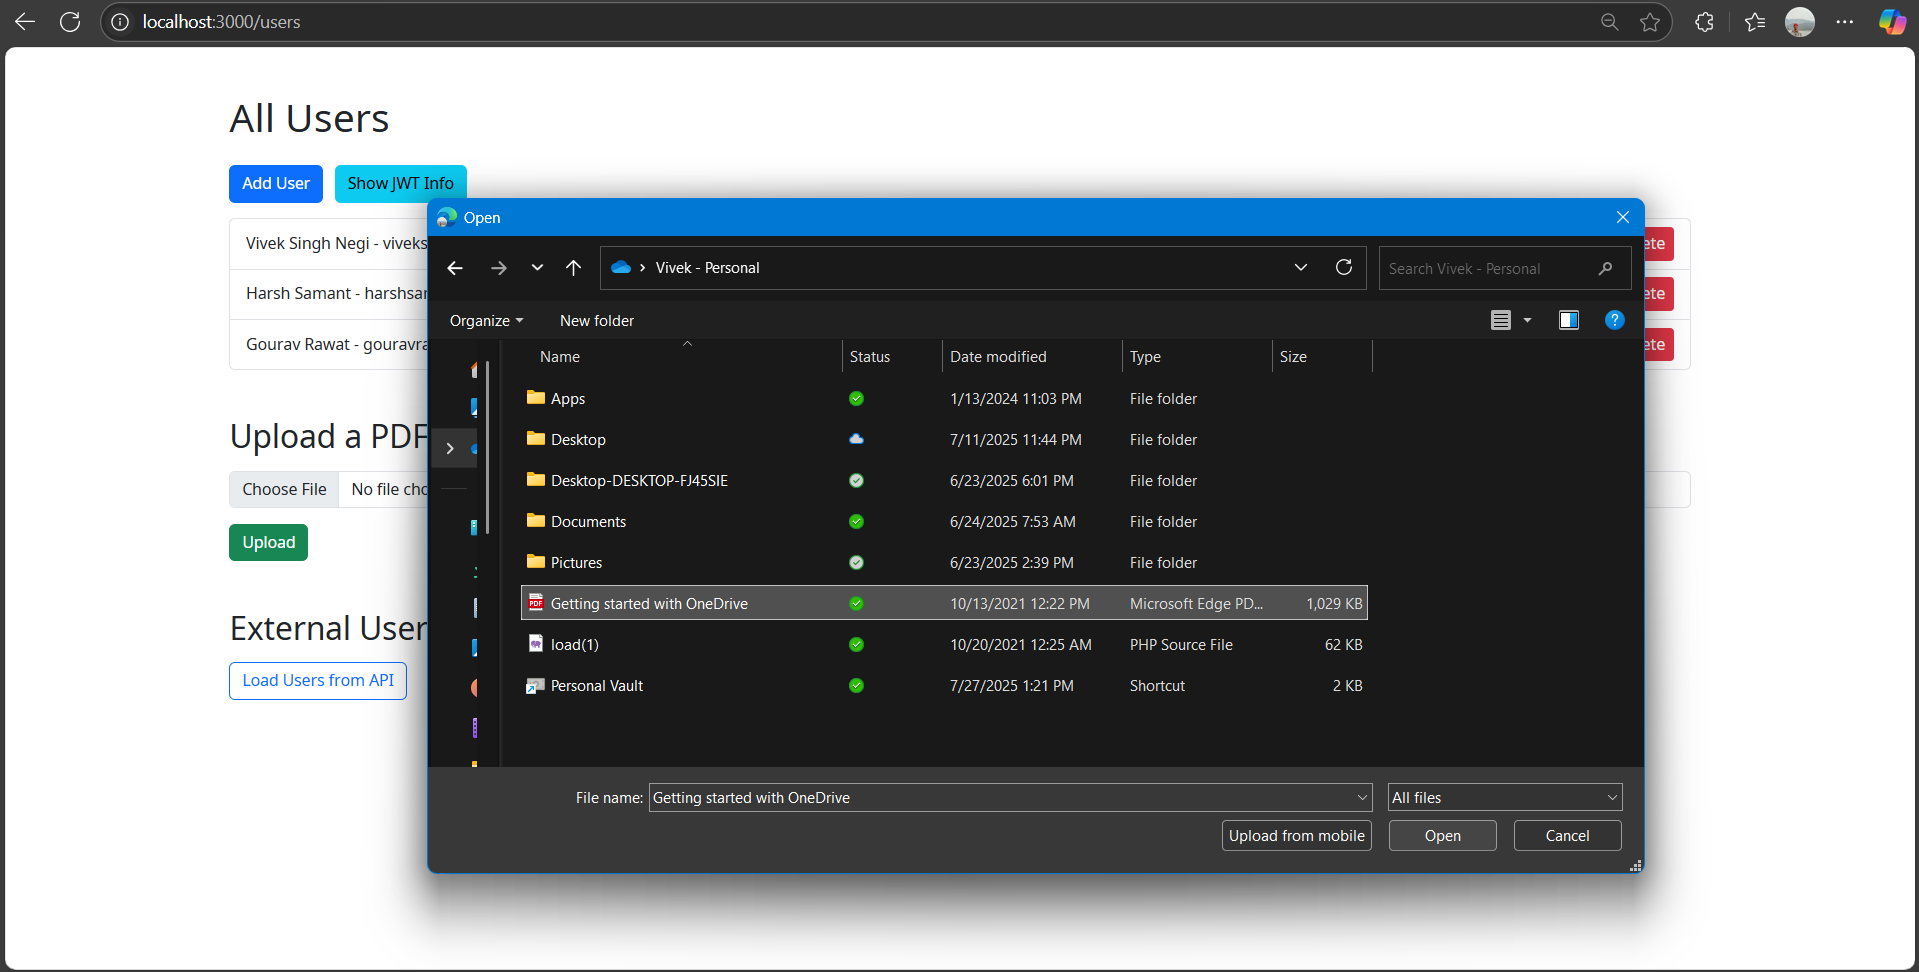 localhost:3000/users
All Users
Add User Show JWT Info
Vivek Singh Negi - viveks
Harsh Samant - harshsar
Gourav Rawat - gouravra
ete
ete
ete
Upload a PDF
Choose File No file cho
Upload
External User
Load Users from API
Open
Vivek - Personal
Search Vivek - Personal
Organize New folder
?
Name Status Date modified Type Size
Apps 1/13/2024 11:03 PM File folder
Desktop 7/11/2025 11:44 PM File folder
Desktop-DESKTOP-FJ45SIE 6/23/2025 6:01 PM File folder
Documents 6/24/2025 7:53 AM File folder
Pictures 6/23/2025 2:39 PM File folder
PDF Getting started with OneDrive 10/13/2021 12:22 PM Microsoft Edge PD... 1,029 KB
load(1) 10/20/2021 12:25 AM PHP Source File 62 KB
Personal Vault 7/27/2025 1:21 PM Shortcut 2 KB
File name: Getting started with OneDrive All files
Upload from mobile Open Cancel